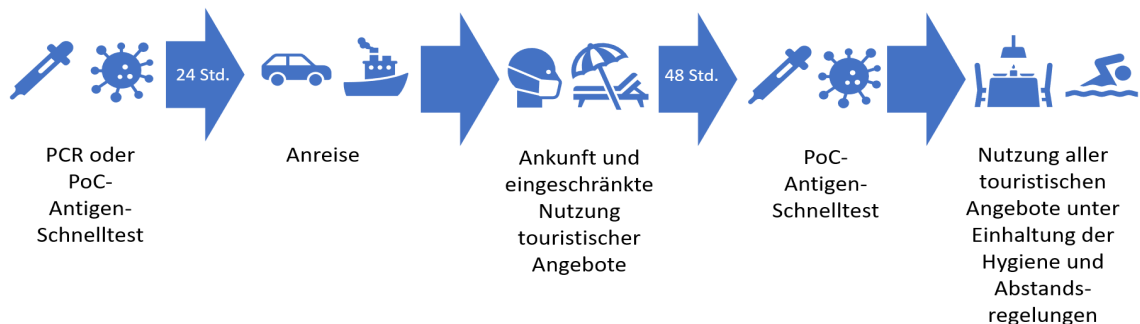 PCR oder
PoC-
Antigen-
Schnelltest
24 Std.
Anreise
Ankunft und
eingeschränkte
Nutzung
touristischer
Angebote
48 Std.
PoC-
Antigen-
Schnelltest
Nutzung aller
touristischen
Angebote unter
Einhaltung der
Hygiene und
Abstands-
regelungen